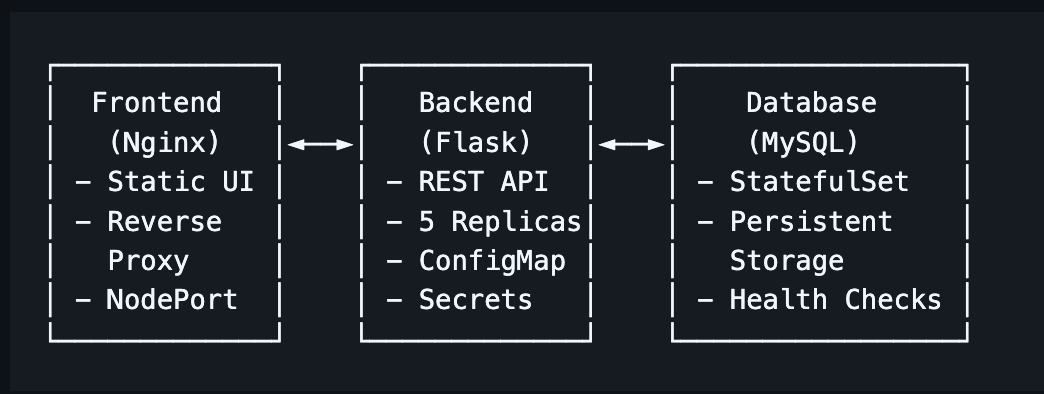 Frontend
(Nginx)
– Static UI
– Reverse
Proxy
– NodePort
Backend
(Flask)
– REST API
– 5 Replicas
– ConfigMap
– Secrets
Database
(MySQL)
– StatefulSet
– Persistent
Storage
– Health Checks